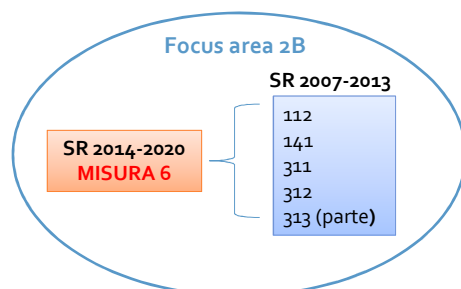 Focus area 2B
SR 2007-2013
112
141
311
312
313 (parte)
SR 2014-2020
MISURA 6